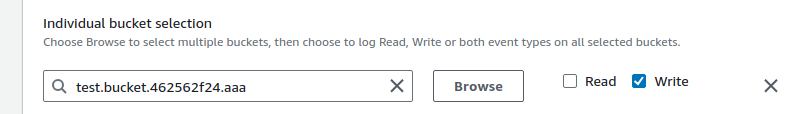 Individual bucket selection
Choose Browse to select multiple buckets, then choose to log Read, Write or both event types on all selected buckets.
test.bucket.462562f24.aaa Browse Read Write